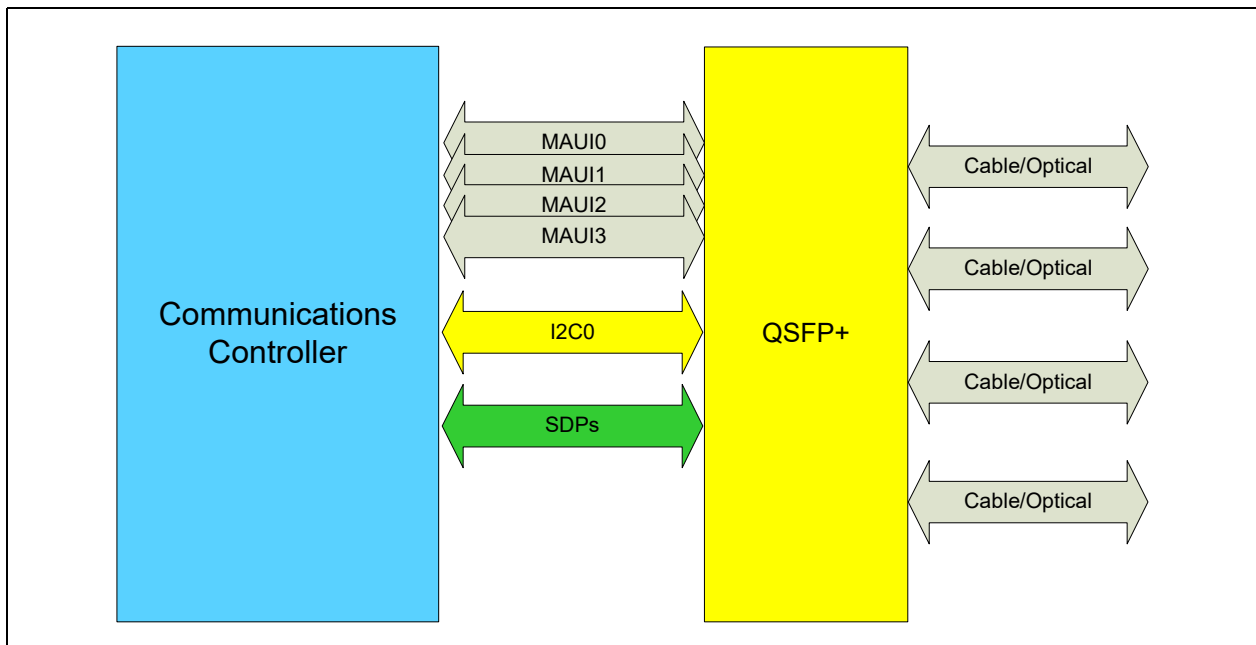 Communications
Controller
MAUI0
MAUI1
MAUI2
MAUI3
I2C0
SDPs
QSFP+
Cable/Optical
Cable/Optical
Cable/Optical
Cable/Optical